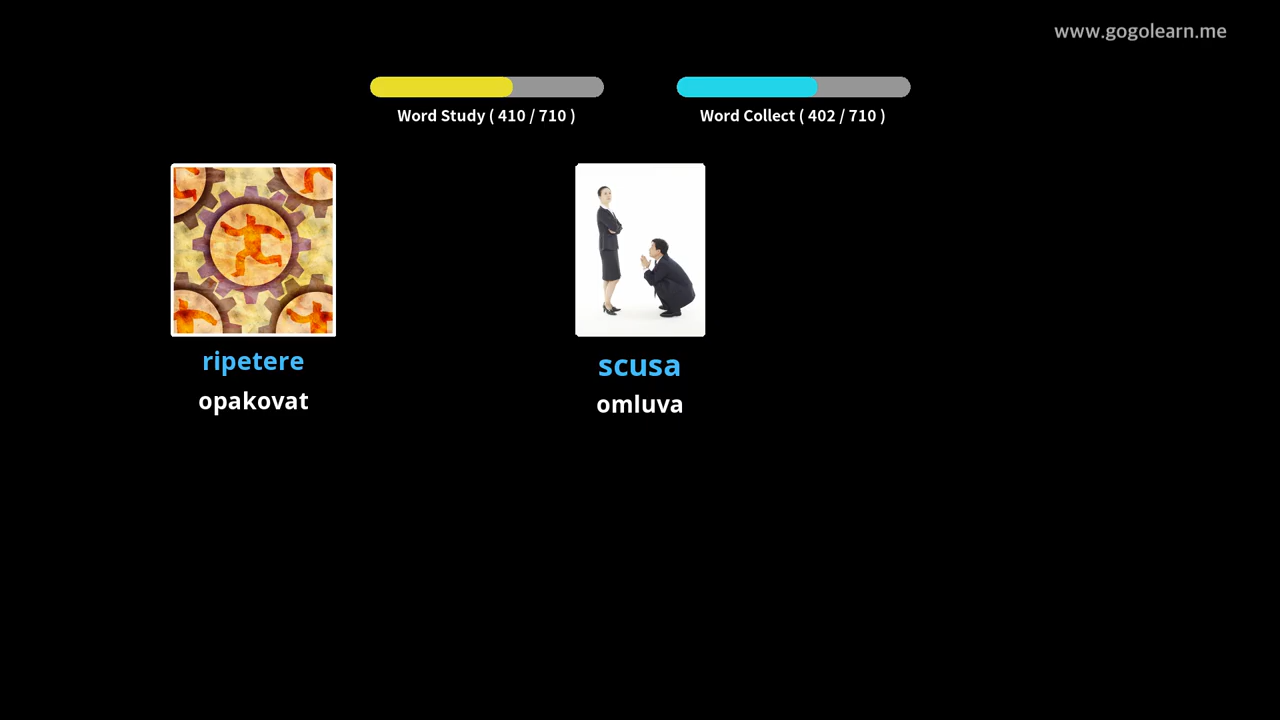 www.gogolearn.me
Word Study ( 410 / 710 )
Word Collect ( 402 / 710 )
ripetere
opakovat
scusa
omluva